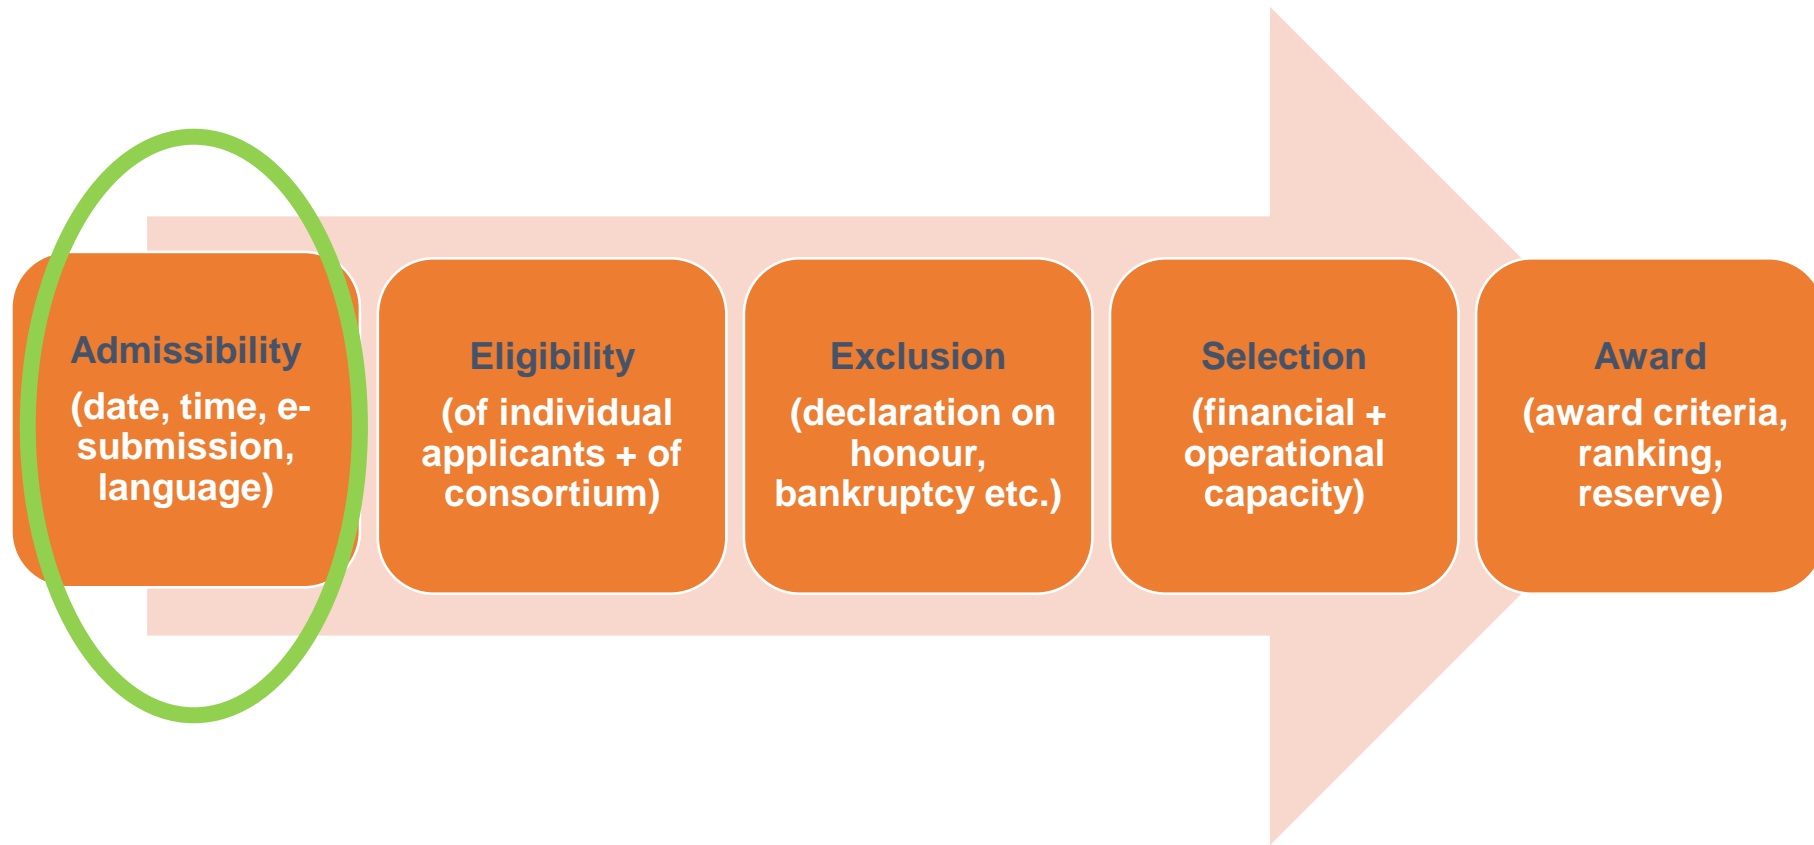 Admissibility
(date, time, e-
submission,
language)
Eligibility
(of individual
applicants + of
consortium)
Exclusion
(declaration on
honour,
bankruptcy etc.)
Selection
(financial +
operational
capacity)
Award
(award criteria,
ranking,
reserve)